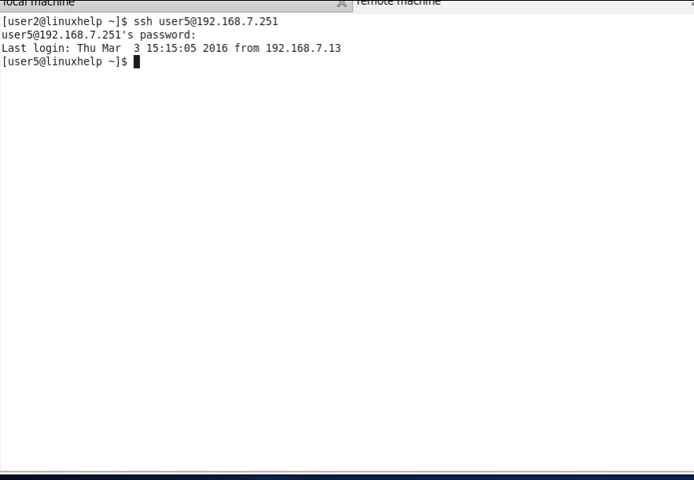 local machine
remote machine
[user2@linuxhelp ~]$ ssh user5@192.168.7.251
user5@192.168.7.251's password:
Last login: Thu Mar  3 15:15:05 2016 from 192.168.7.13
[user5@linuxhelp ~]$